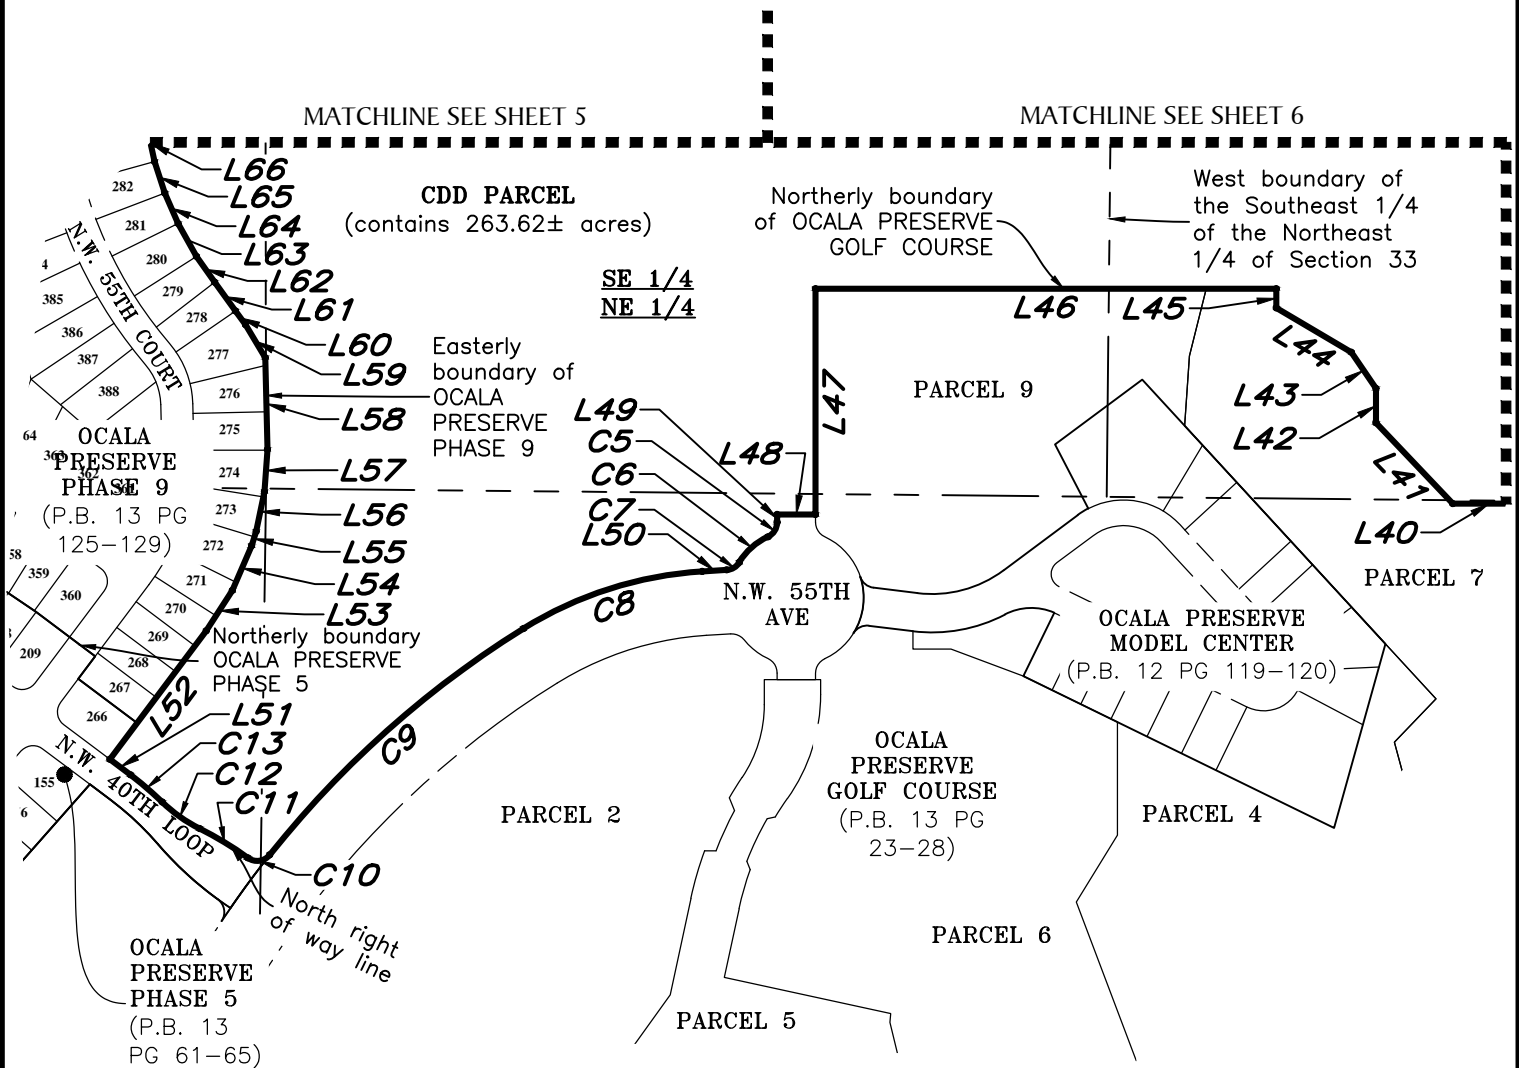 MATCHLINE SEE SHEET 5
MATCHLINE SEE SHEET 6
L66
L65
L64
L63
L62
L61
L60
L59
L58
L57
L56
L55
L54
L53
L52
L51
C13
C12
C11
C10
C9
C8
L50
C7
C6
C5
L49
L48
L47
L46
L45
L44
L43
L42
L41
L40
CDD PARCEL
(contains 263.62± acres)
SE 1/4
NE 1/4
Northerly boundary
of OCALA PRESERVE
GOLF COURSE
West boundary of
the Southeast 1/4
of the Northeast
1/4 of Section 33
Easterly
boundary of
OCALA
PRESERVE
PHASE 9
PARCEL 9
PARCEL 7
282
281
280
279
278
277
276
275
274
273
272
271
270
269
268
267
266
4
385
386
387
388
64
363
362
58
359
360
209
155
6
N.W. 55TH COURT
OCALA
PRESERVE
PHASE 9
(P.B. 13 PG
125-129)
Northerly boundary
OCALA PRESERVE
PHASE 5
N.W. 40TH LOOP
North right
of way line
OCALA
PRESERVE
PHASE 5
(P.B. 13
PG 61-65)
N.W. 55TH
AVE
OCALA PRESERVE
MODEL CENTER
(P.B. 12 PG 119-120)
OCALA
PRESERVE
GOLF COURSE
(P.B. 13 PG
23-28)
PARCEL 2
PARCEL 4
PARCEL 6
PARCEL 5